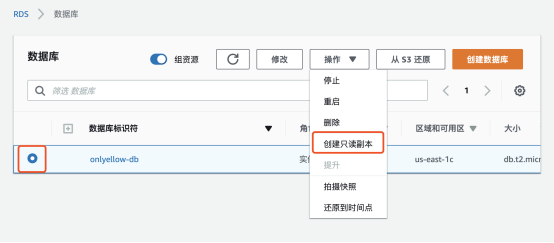 RDS > 数据库
数据库 组资源 修改 操作 ▼ 从 S3 还原 创建数据库
筛选 数据库 1
停止
重启
删除
数据库标识符 角 区域和可用区 大小
创建只读副本
onlyellow-db 实 us-east-1c db.t2.micr
提升
拍摄快照
还原到时间点